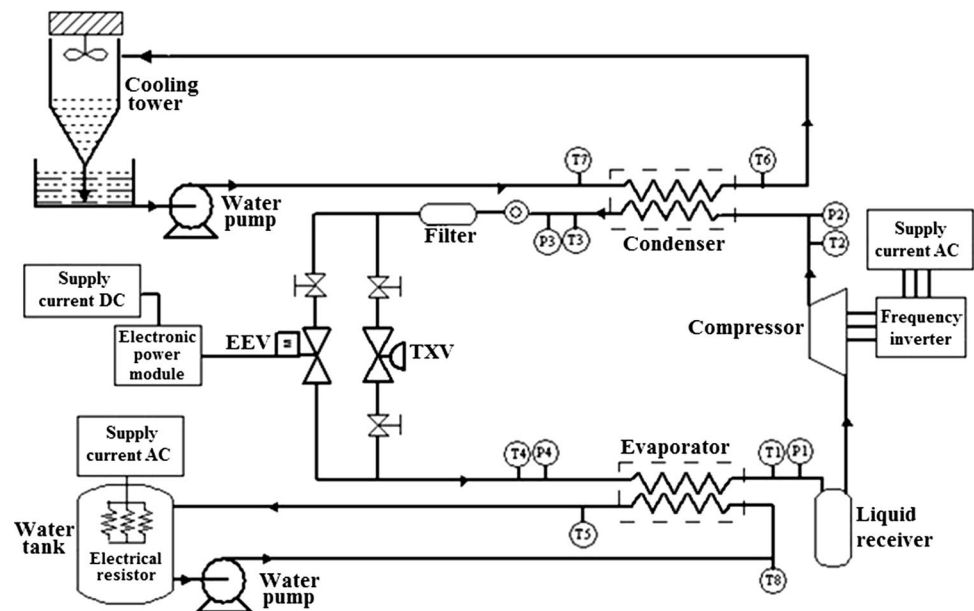 Cooling
tower
T7
T6
Water
pump
Filter
P3
T3
Condenser
P2
T2
Supply
current AC
Supply
current DC
Electronic
power
module
EEV
TXV
Compressor
Frequency
inverter
Supply
current AC
T4
P4
Evaporator
T1
P1
Water
tank
Electrical
resistor
T5
Liquid
receiver
Water
pump
T8